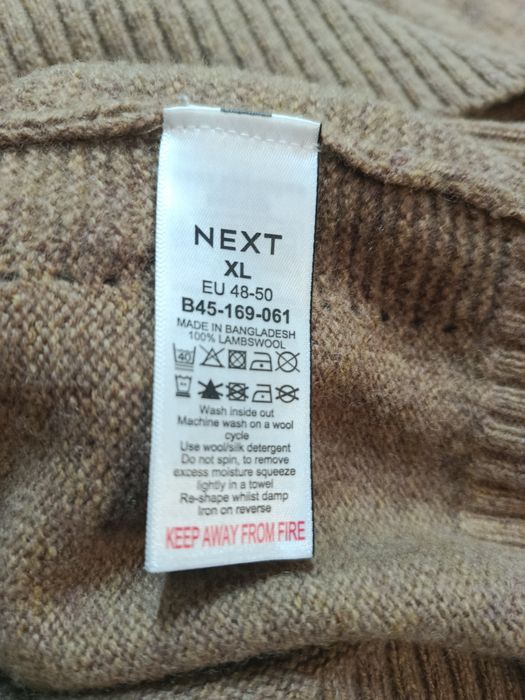 NEXT
XL
EU 48-50
B45-169-061
MADE IN BANGLADESH
100% LAMBSWOOL
40
Wash inside out
Machine wash on a wool
cycle
Use wool/silk detergent
Do not spin, to remove
excess moisture squeeze
lightly in a towel
Re-shape whilst damp
Iron on reverse
KEEP AWAY FROM FIRE